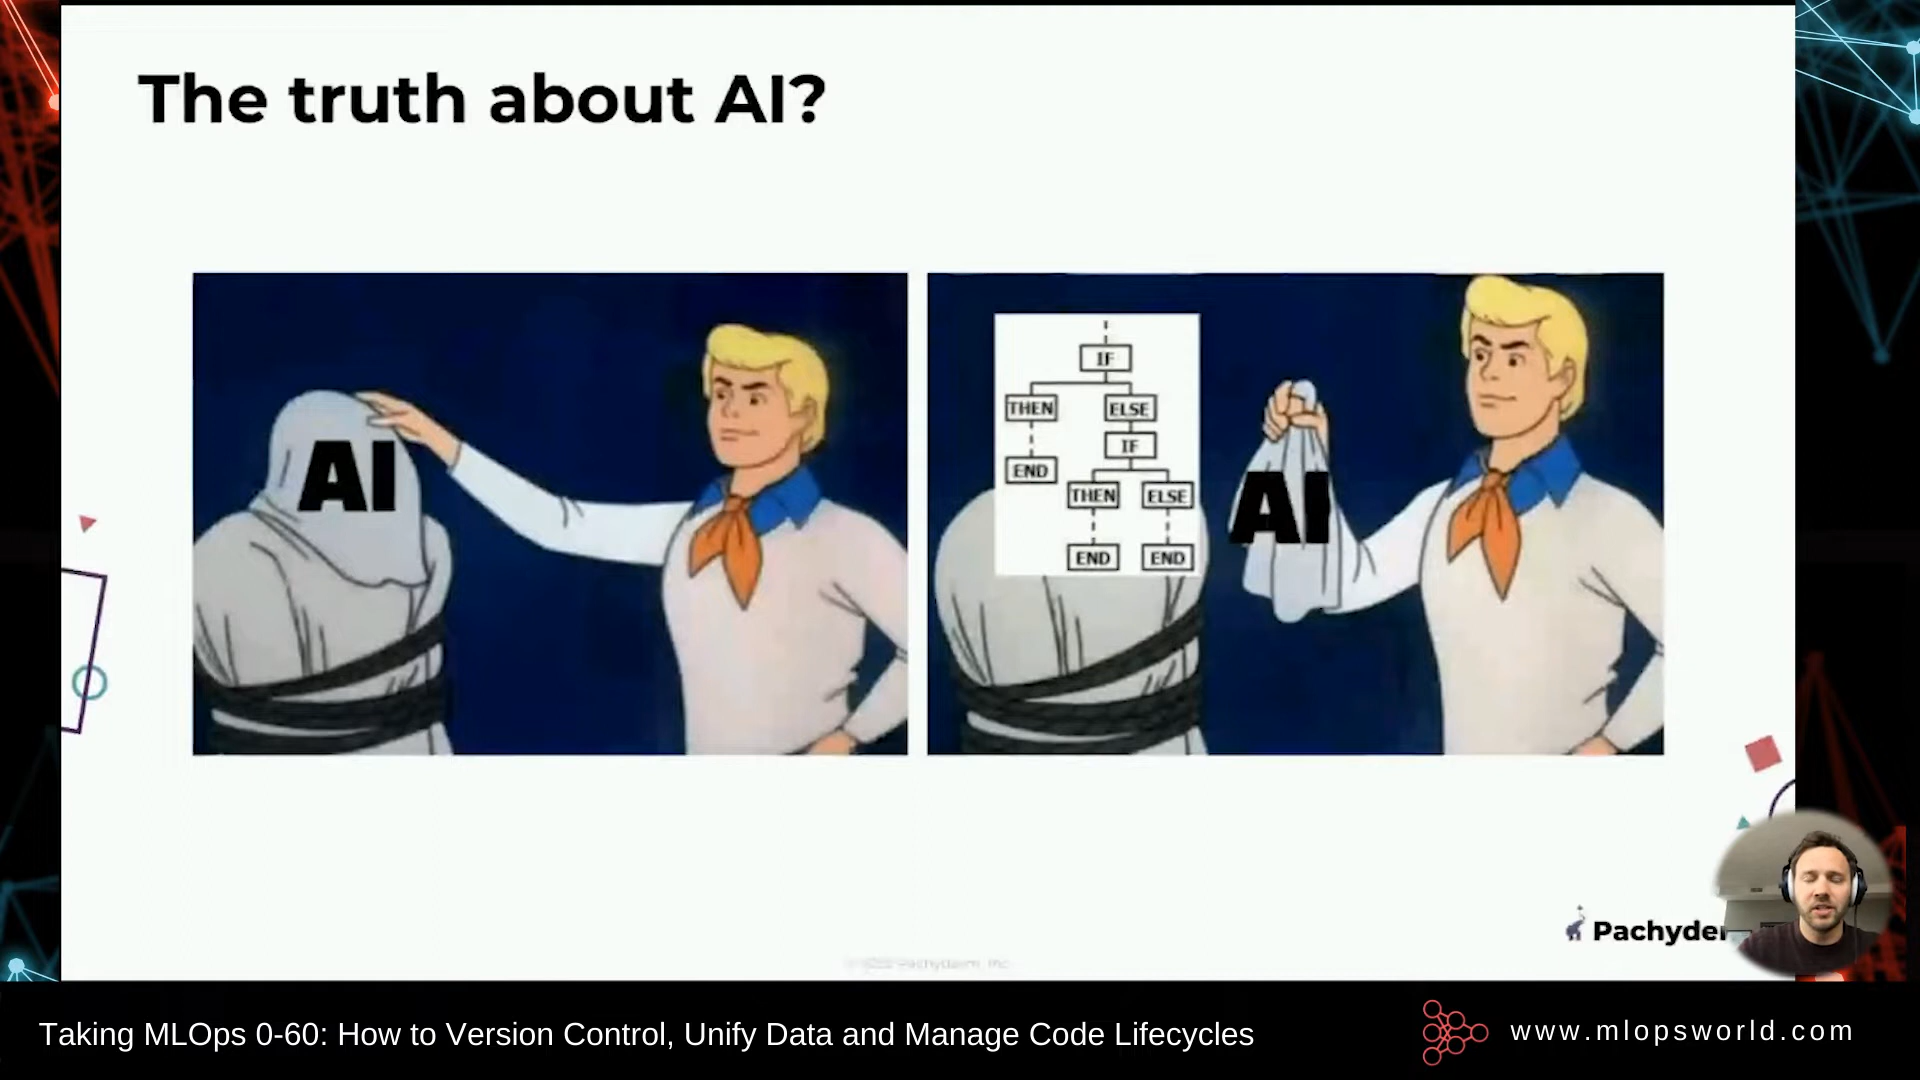 The truth about AI?
AI
IF
THEN ELSE
IF
END
THEN ELSE
END END
AI
Pachyder
Taking MLOps 0-60: How to Version Control, Unify Data and Manage Code Lifecycles
www.mlopsworld.com